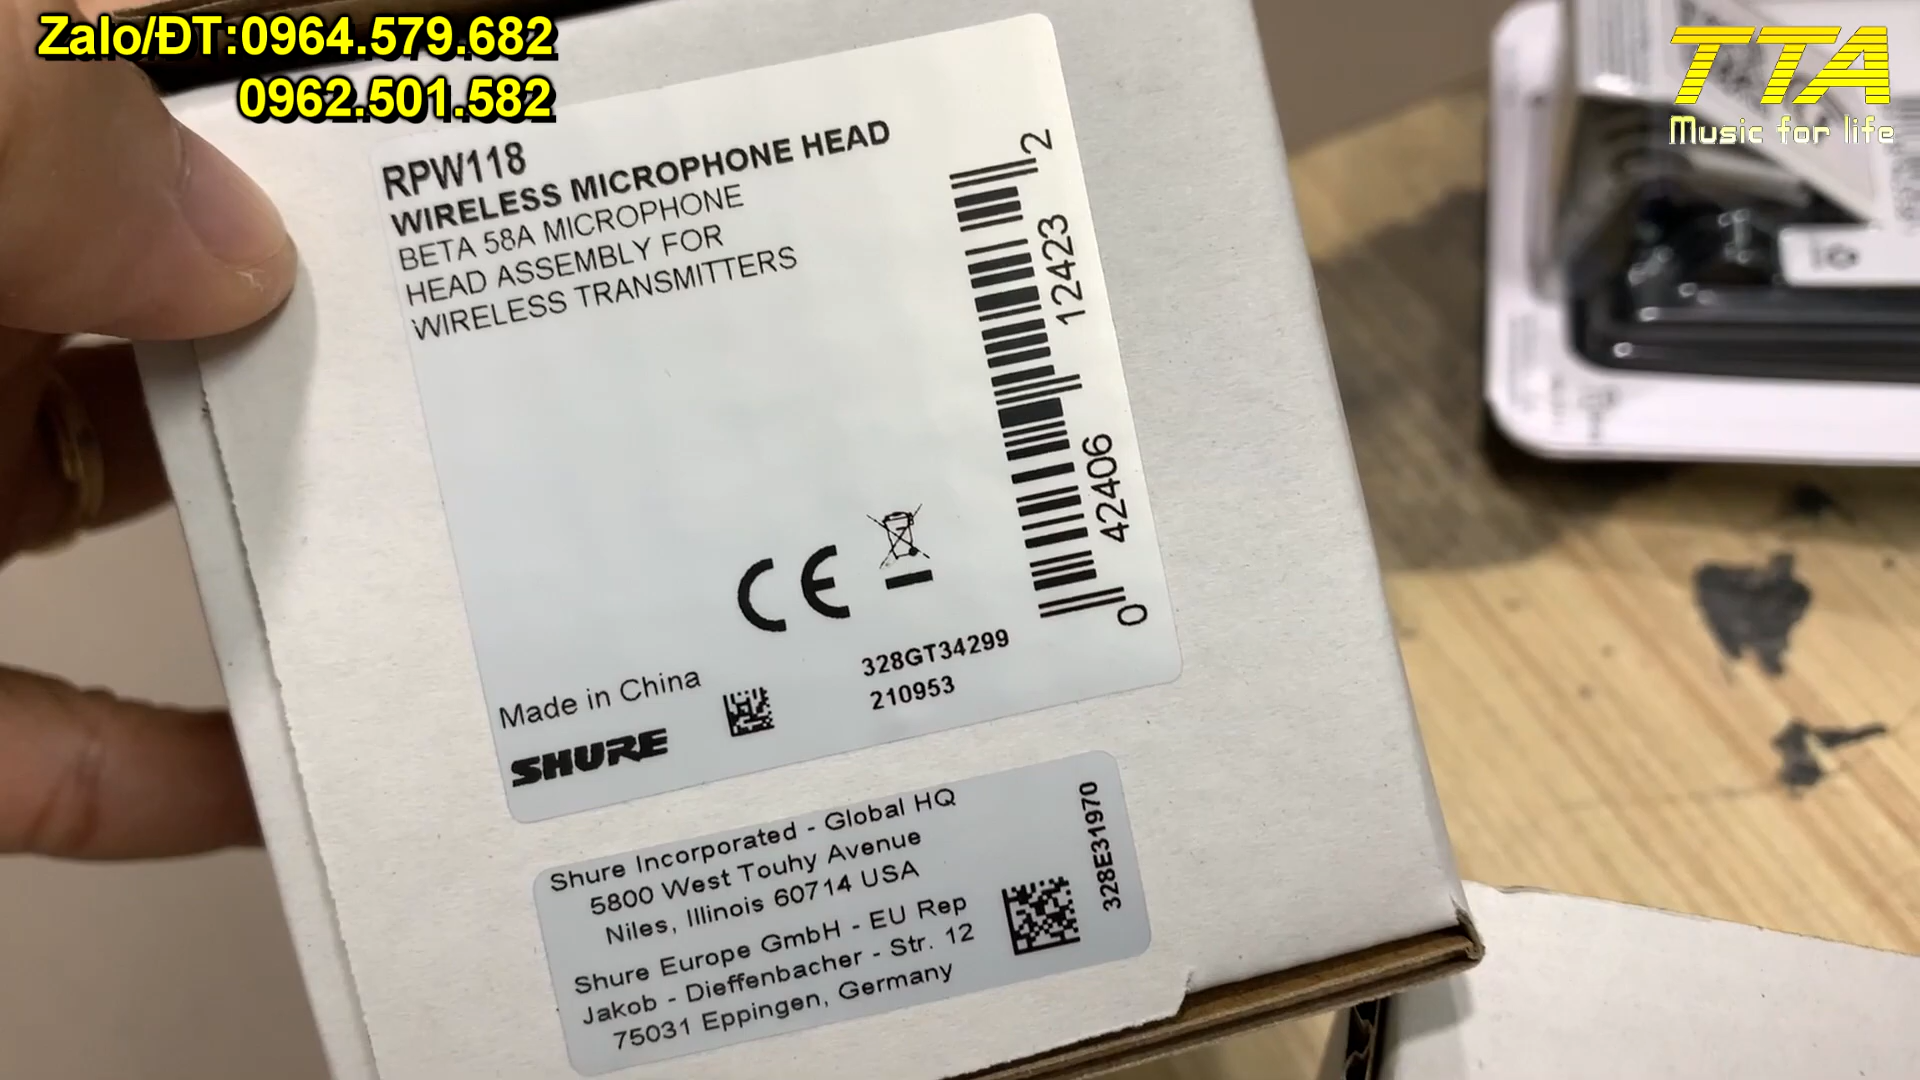 Zalo/ĐT:0964.579.682
0962.501.582
TTA
Music for life
RPW118
WIRELESS MICROPHONE HEAD
BETA 58A MICROPHONE
HEAD ASSEMBLY FOR
WIRELESS TRANSMITTERS
0 42406 12423 2
CE
328GT34299
210953
Made in China
SHURE
Shure Incorporated - Global HQ
5800 West Touhy Avenue
Niles, Illinois 60714 USA
Shure Europe GmbH - EU Rep
Jakob - Dieffenbacher - Str. 12
75031 Eppingen, Germany
328E31970